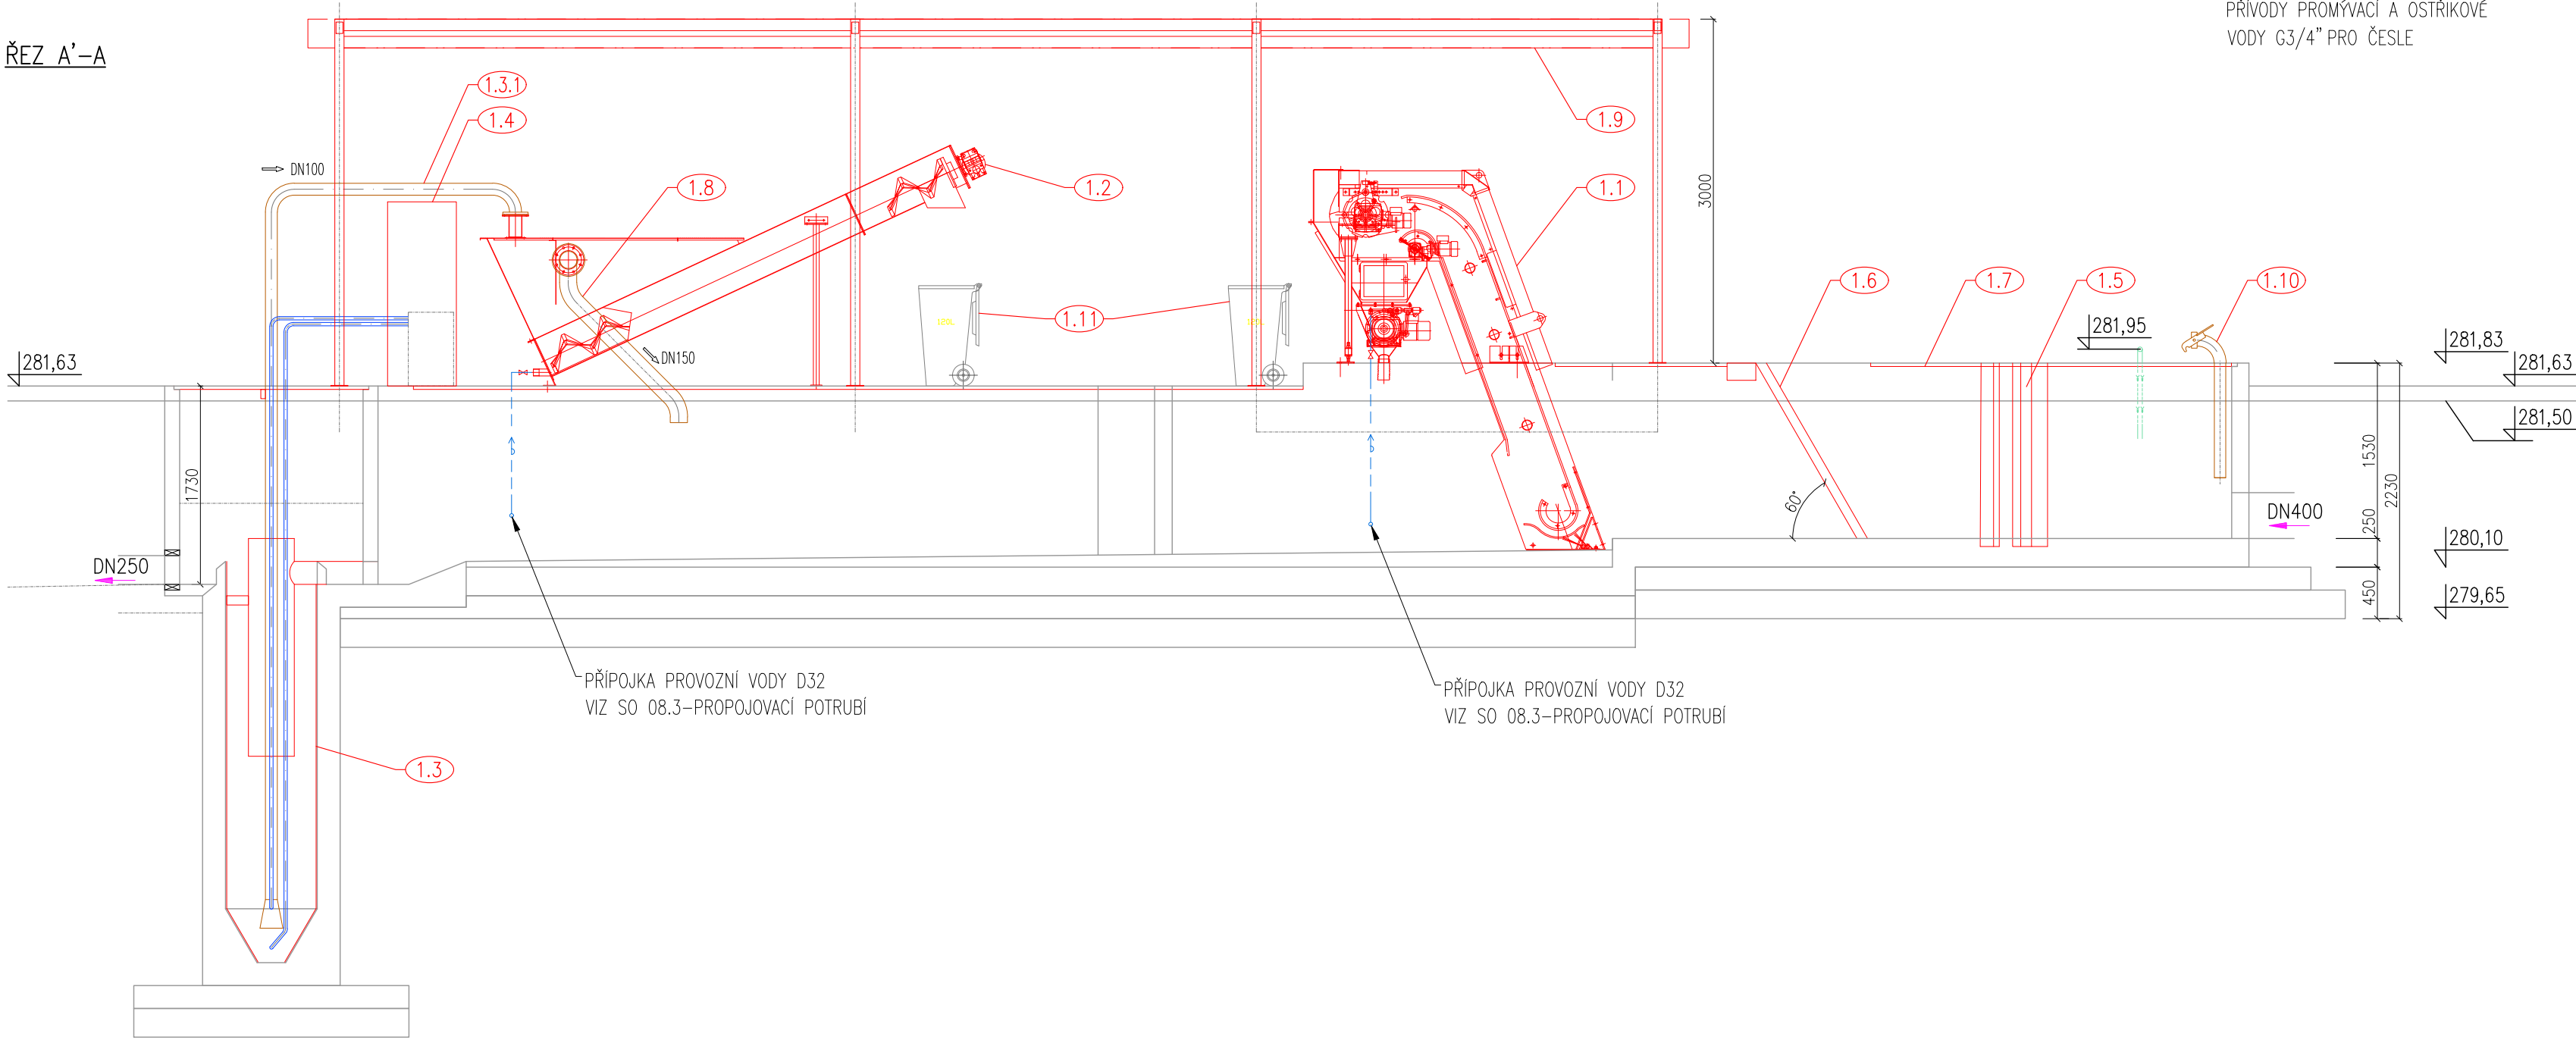 PŘÍVODY PROMÝVACÍ A OSTŘIKOVÉ
VODY G3/4" PRO ČESLE
ŘEZ A'-A
1.3.1
1.4
1.9
DN100
1.8
1.2
1.1
3000
1.6
1.7
1.5
1.10
120L
1.11
281,95
281,83
281,63
281,63
DN150
281,50
1730
1530
2230
60°
DN400
250
280,10
DN250
450
279,65
PŘÍPOJKA PROVOZNÍ VODY D32
VIZ SO 08.3-PROPOJOVACÍ POTRUBÍ
PŘÍPOJKA PROVOZNÍ VODY D32
VIZ SO 08.3-PROPOJOVACÍ POTRUBÍ
1.3